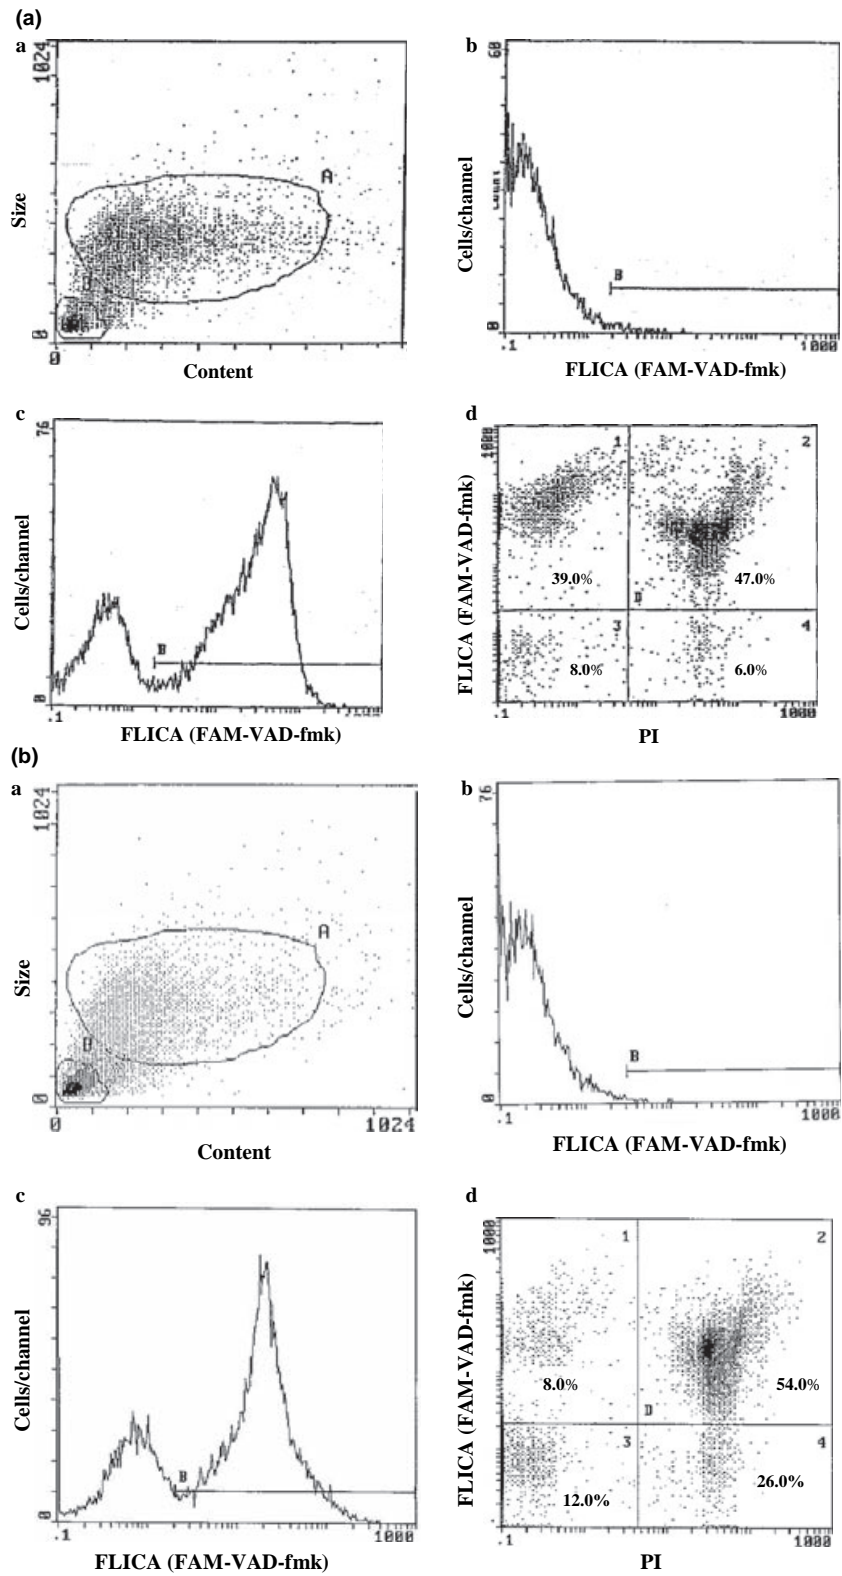 (a)
a
1024
Size
A
D
0
0
Content
b
60
Cells/channel
Count
B
0
.1
1000
FLICA (FAM-VAD-fmk)
c
76
Cells/channel
B
0
.1
FLICA (FAM-VAD-fmk)
d
1000
FLICA (FAM-VAD-fmk)
1
2
39.0%
47.0%
D
3
4
8.0%
6.0%
.1
1000
PI
(b)
a
1024
Size
A
D
0
0
1024
Content
b
76
Cells/channel
B
0
.1
1000
FLICA (FAM-VAD-fmk)
c
96
Cells/channel
B
0
.1
1000
FLICA (FAM-VAD-fmk)
d
1000
FLICA (FAM-VAD-fmk)
1
2
8.0%
54.0%
D
3
4
12.0%
26.0%
.1
1000
PI